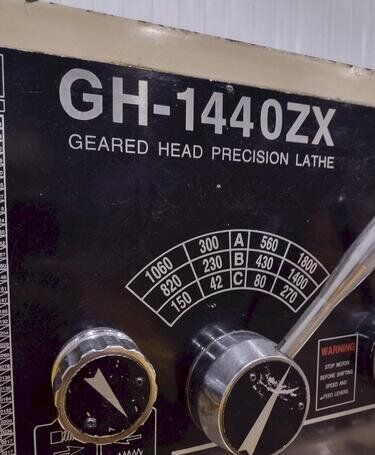 GH-1440ZX
GEARED HEAD PRECISION LATHE
1060 300 A 560 1800
820 230 B 430 1400
150 42 C 80 270
WARNING
STOP MOTOR
BEFORE SHIFTING
SPEED AND
FEED LEVERS